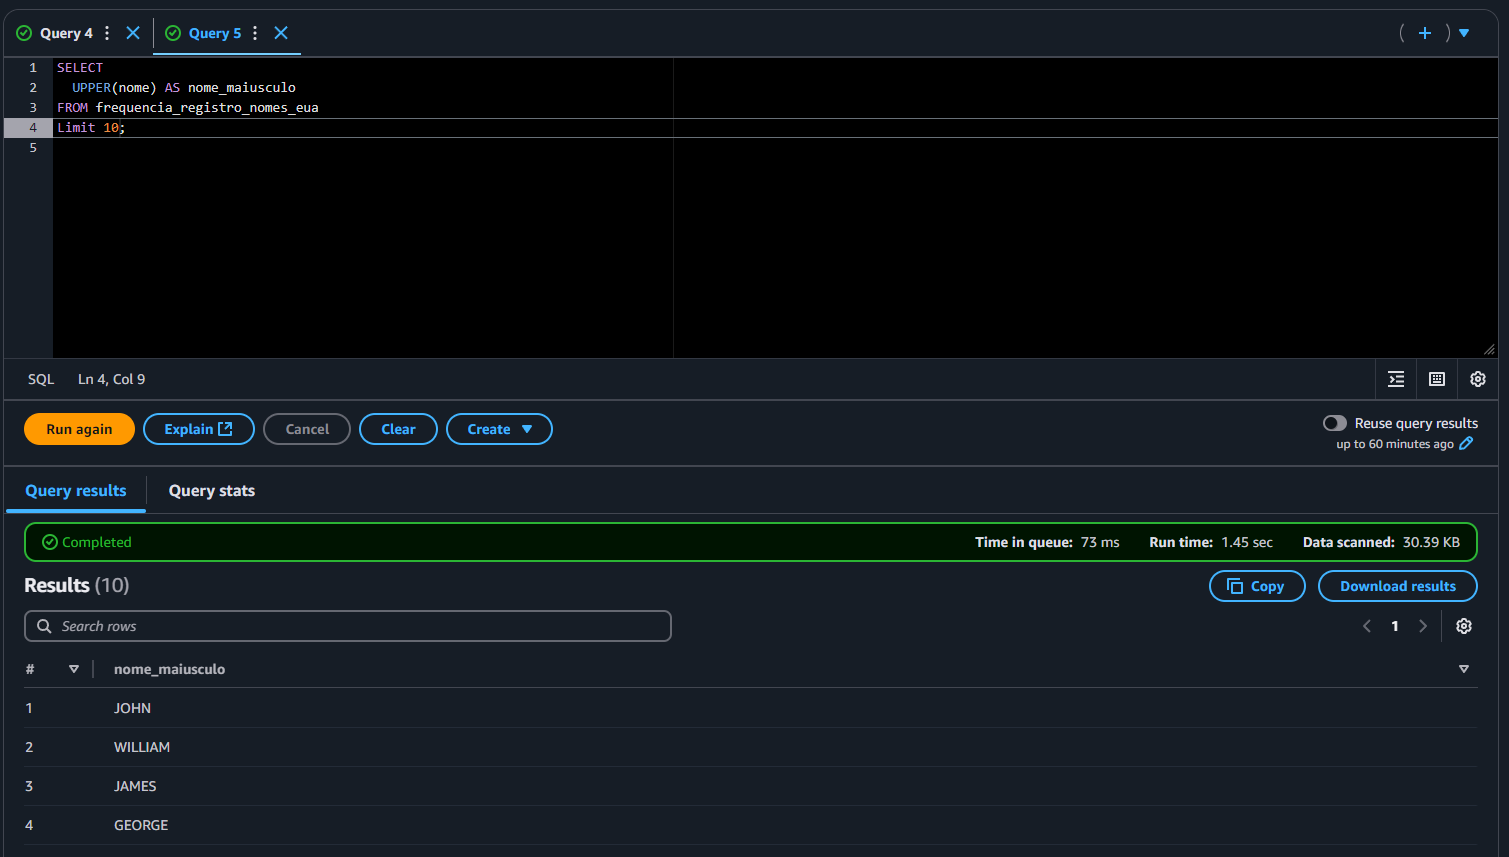 Query 4
Query 5
1 SELECT
2 UPPER(nome) AS nome_maiusculo
3 FROM frequencia_registro_nomes_eua
4 Limit 10;
5
SQL Ln 4, Col 9
Run again Explain Cancel Clear Create
Reuse query results
up to 60 minutes ago
Query results Query stats
Completed Time in queue: 73 ms Run time: 1.45 sec Data scanned: 30.39 KB
Results (10) Copy Download results
Search rows 1
# nome_maiusculo
1 JOHN
2 WILLIAM
3 JAMES
4 GEORGE